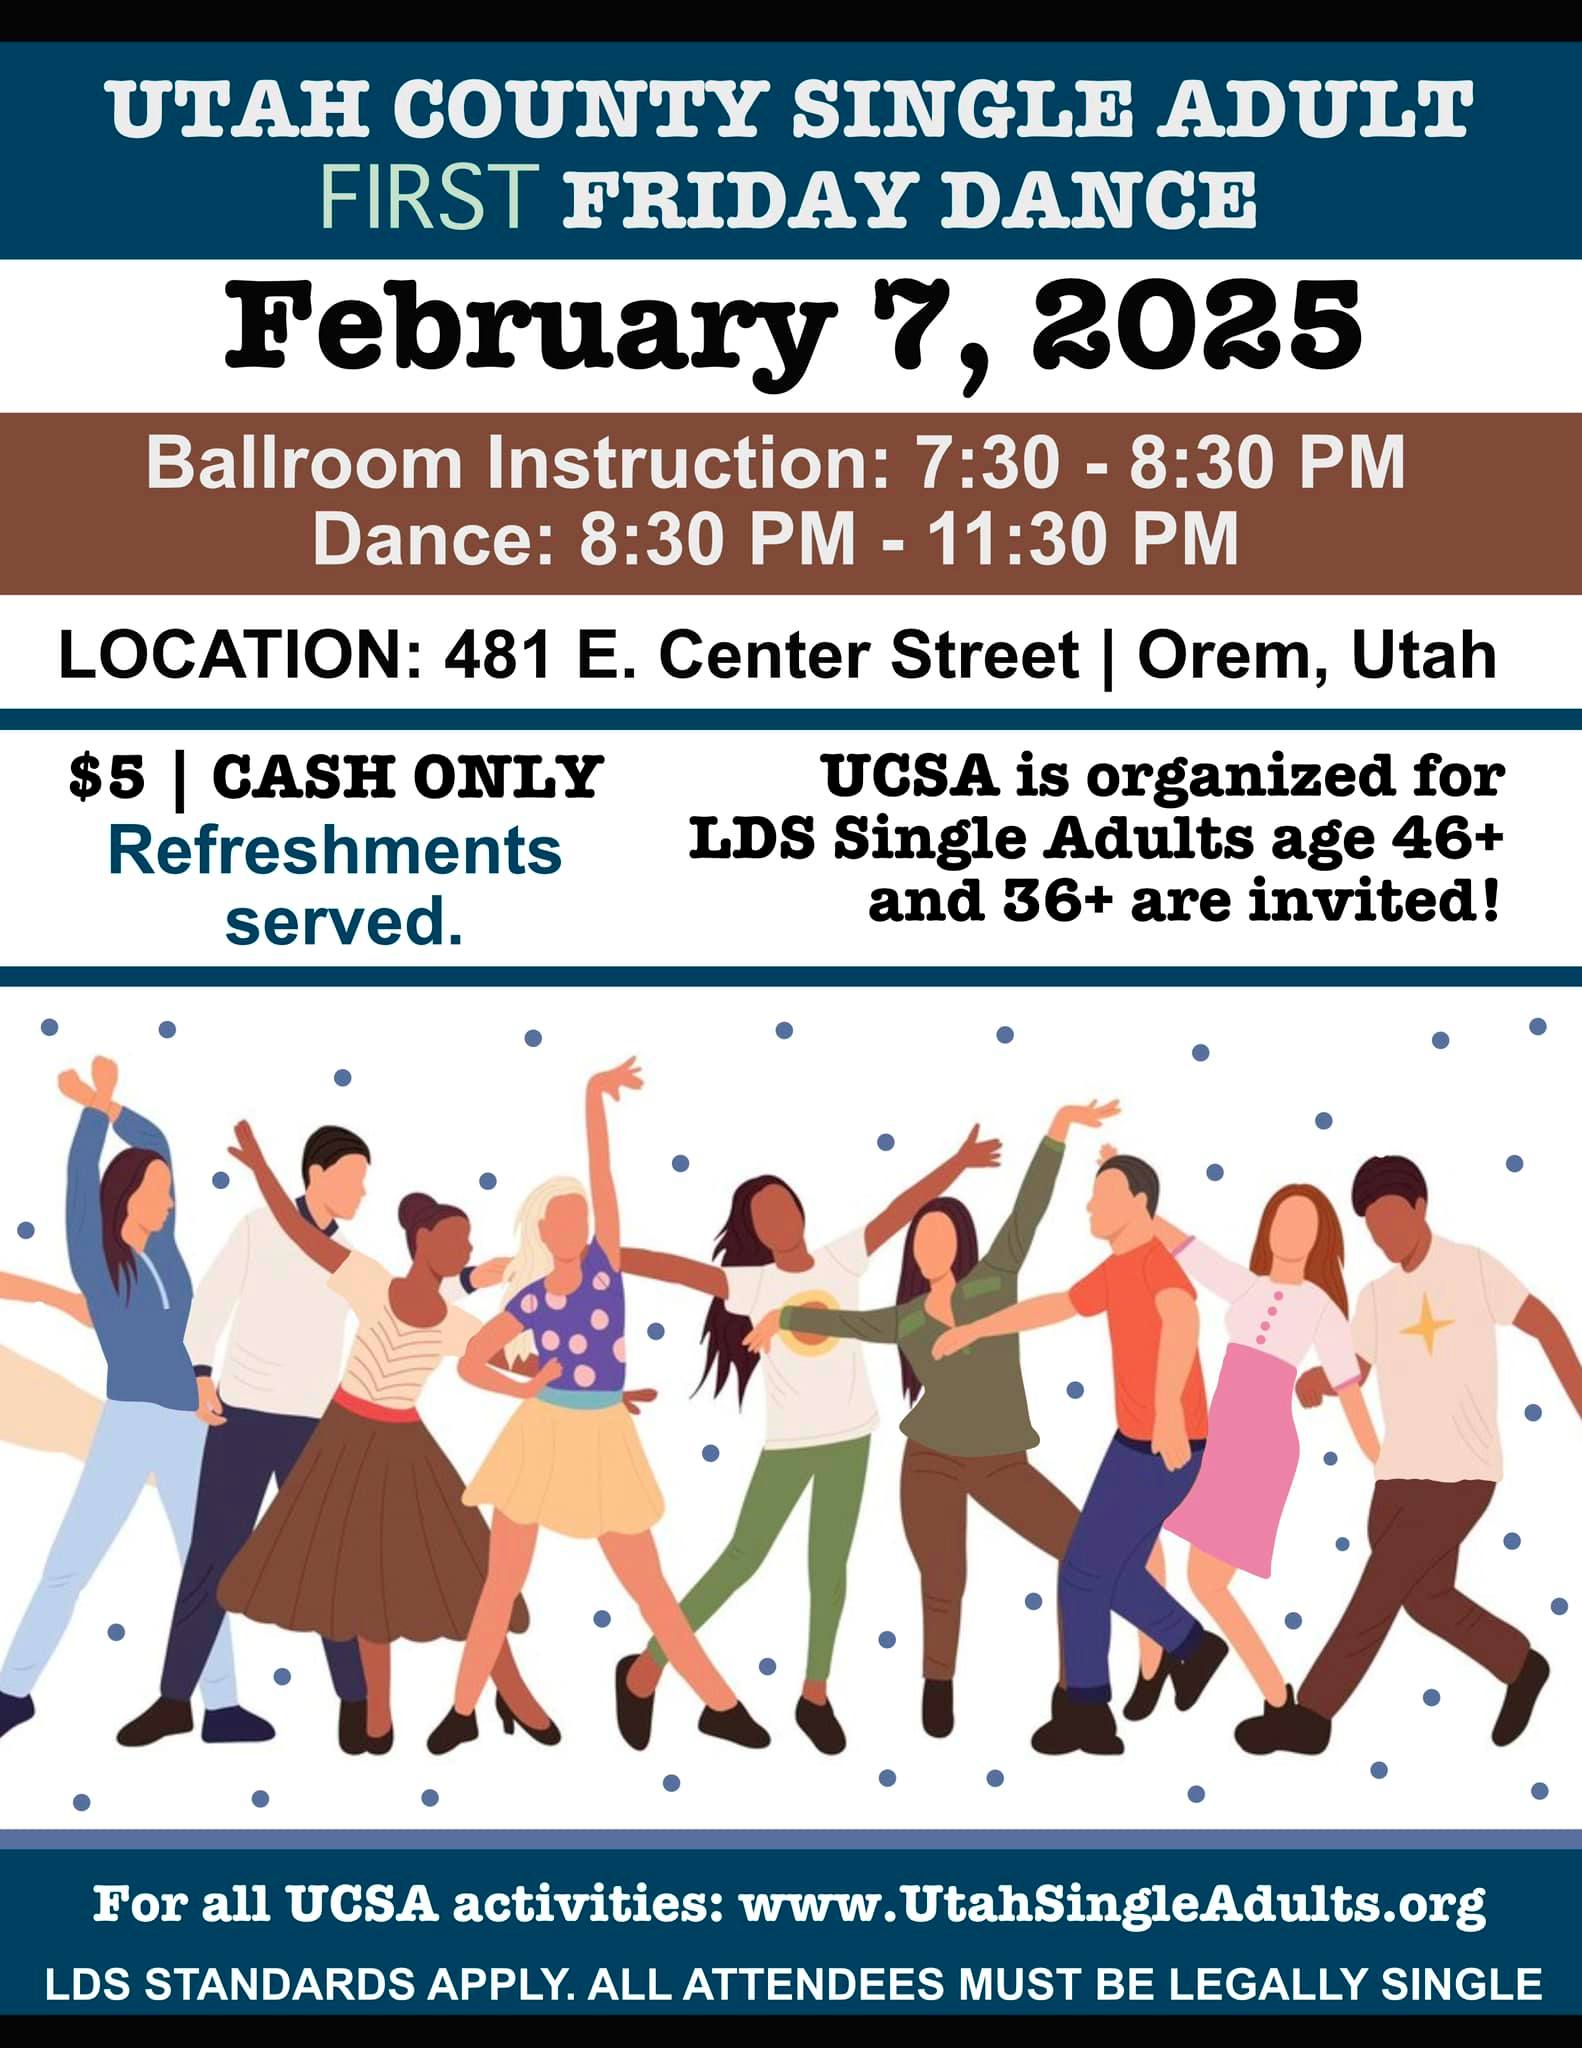 UTAH COUNTY SINGLE ADULT
FIRST FRIDAY DANCE
February 7, 2025
Ballroom Instruction: 7:30 - 8:30 PM
Dance: 8:30 PM - 11:30 PM
LOCATION: 481 E. Center Street | Orem, Utah
$5 | CASH ONLY
Refreshments
served.
UCSA is organized for
LDS Single Adults age 46+
and 36+ are invited!
For all UCSA activities: www.UtahSingleAdults.org
LDS STANDARDS APPLY. ALL ATTENDEES MUST BE LEGALLY SINGLE